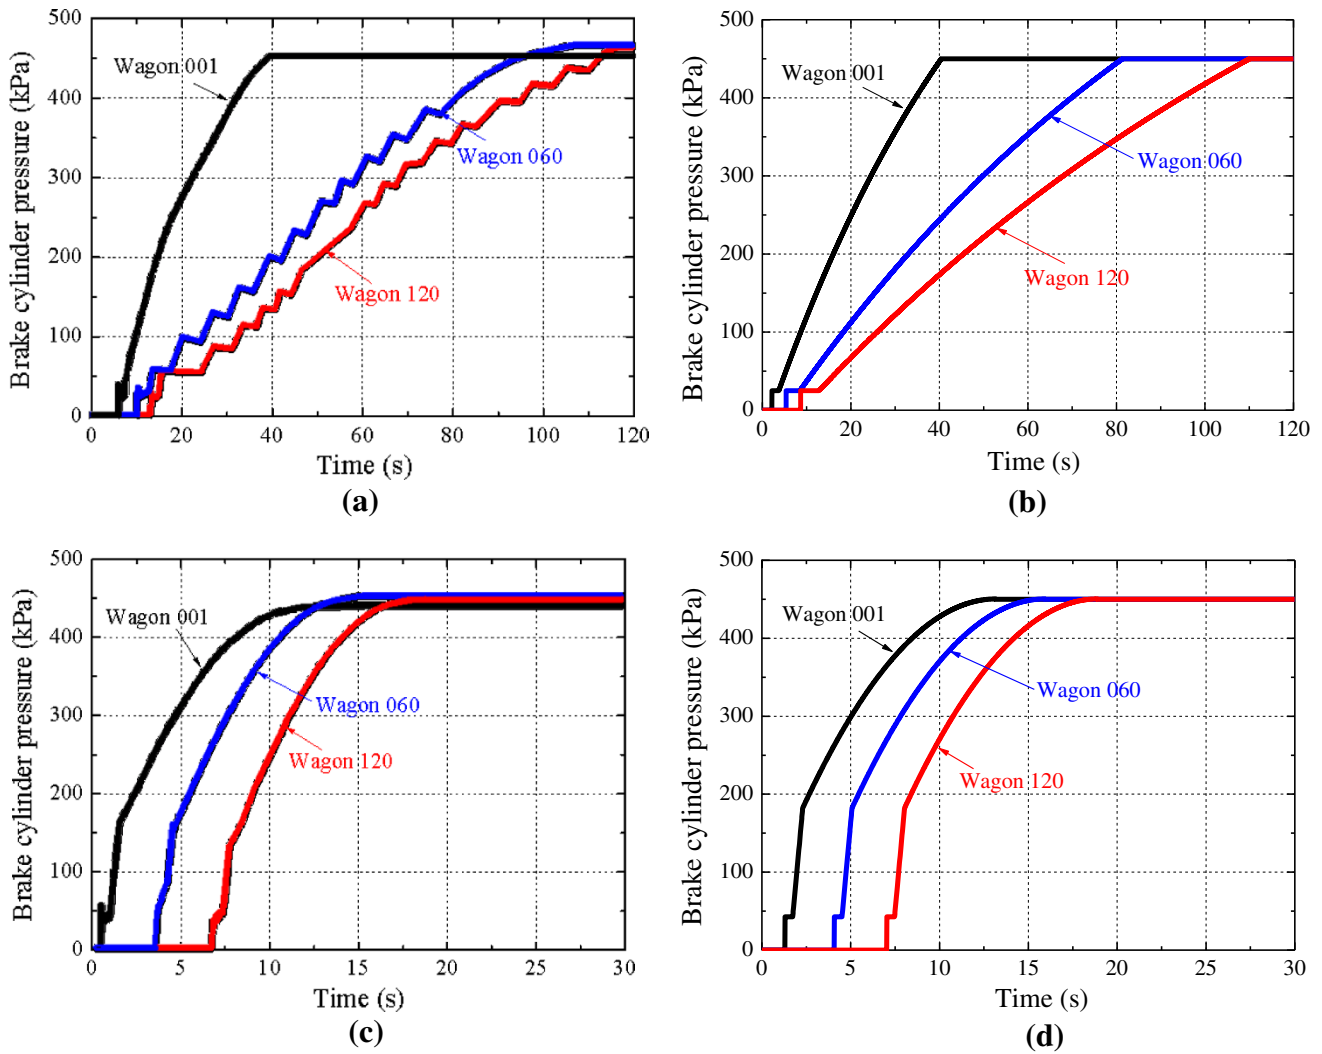 500
400
300
200
100
0
Brake cylinder pressure (kPa)
Wagon 001
Wagon 060
Wagon 120
0 20 40 60 80 100 120
Time (s)
(a)
500
400
300
200
100
0
Brake cylinder pressure (kPa)
Wagon 001
Wagon 060
Wagon 120
0 20 40 60 80 100 120
Time (s)
(b)
500
400
300
200
100
0
Brake cylinder pressure (kPa)
Wagon 001
Wagon 060
Wagon 120
0 5 10 15 20 25 30
Time (s)
(c)
500
400
300
200
100
0
Brake cylinder pressure (kPa)
Wagon 001
Wagon 060
Wagon 120
0 5 10 15 20 25 30
Time (s)
(d)